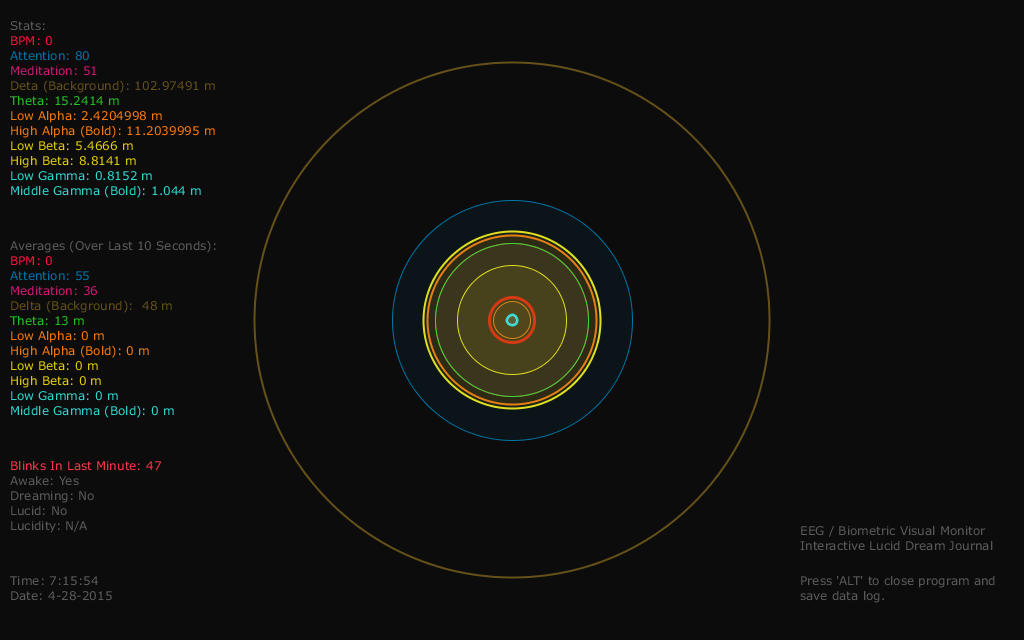 Stats:
BPM: 0
Attention: 80
Meditation: 51
Deta (Background): 102.97491 m
Theta: 15.2414 m
Low Alpha: 2.4204998 m
High Alpha (Bold): 11.2039995 m
Low Beta: 5.4666 m
High Beta: 8.8141 m
Low Gamma: 0.8152 m
Middle Gamma (Bold): 1.044 m
Averages (Over Last 10 Seconds):
BPM: 0
Attention: 55
Meditation: 36
Delta (Background):  48 m
Theta: 13 m
Low Alpha: 0 m
High Alpha (Bold): 0 m
Low Beta: 0 m
High Beta: 0 m
Low Gamma: 0 m
Middle Gamma (Bold): 0 m
Blinks In Last Minute: 47
Awake: Yes
Dreaming: No
Lucid: No
Lucidity: N/A
Time: 7:15:54
Date: 4-28-2015
EEG / Biometric Visual Monitor
Interactive Lucid Dream Journal
Press 'ALT' to close program and
save data log.